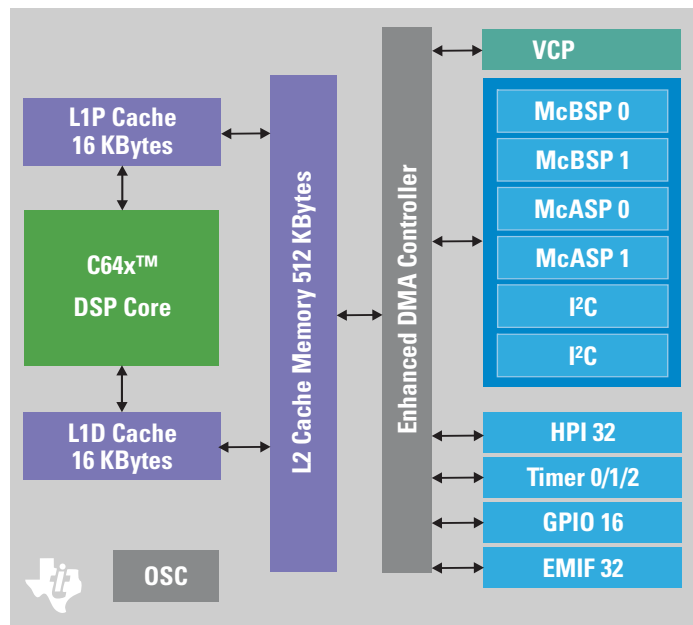 L1P Cache
16 KBytes
C64x™
DSP Core
L1D Cache
16 KBytes
OSC
L2 Cache Memory 512 KBytes
Enhanced DMA Controller
VCP
McBSP 0
McBSP 1
McASP 0
McASP 1
I²C
I²C
HPI 32
Timer 0/1/2
GPIO 16
EMIF 32